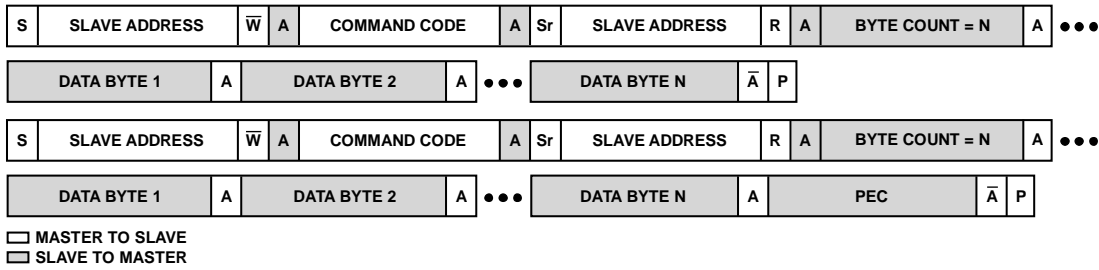 S SLAVE ADDRESS W̅ A COMMAND CODE A Sr SLAVE ADDRESS R A BYTE COUNT = N A •••
DATA BYTE 1 A DATA BYTE 2 A ••• DATA BYTE N A̅ P
S SLAVE ADDRESS W̅ A COMMAND CODE A Sr SLAVE ADDRESS R A BYTE COUNT = N A •••
DATA BYTE 1 A DATA BYTE 2 A ••• DATA BYTE N A PEC A̅ P
MASTER TO SLAVE
SLAVE TO MASTER